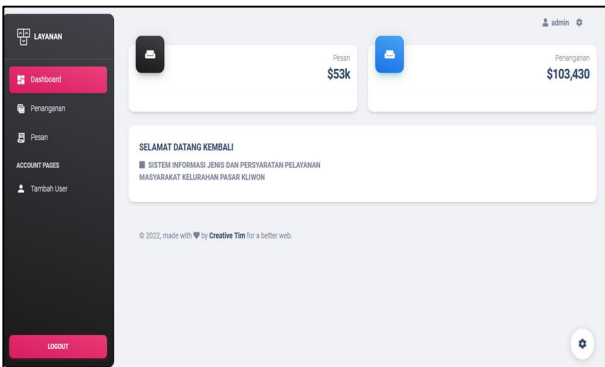 LAYANAN
Dashboard
Penanganan
Pesan
ACCOUNT PAGES
Tambah User
LOGOUT
admin
Pesan
$53k
Penanganan
$103,430
SELAMAT DATANG KEMBALI
SISTEM INFORMASI JENIS DAN PERSYARATAN PELAYANAN
MASYARAKAT KELURAHAN PASAR KLIWON
© 2022, made with ♥ by Creative Tim for a better web.